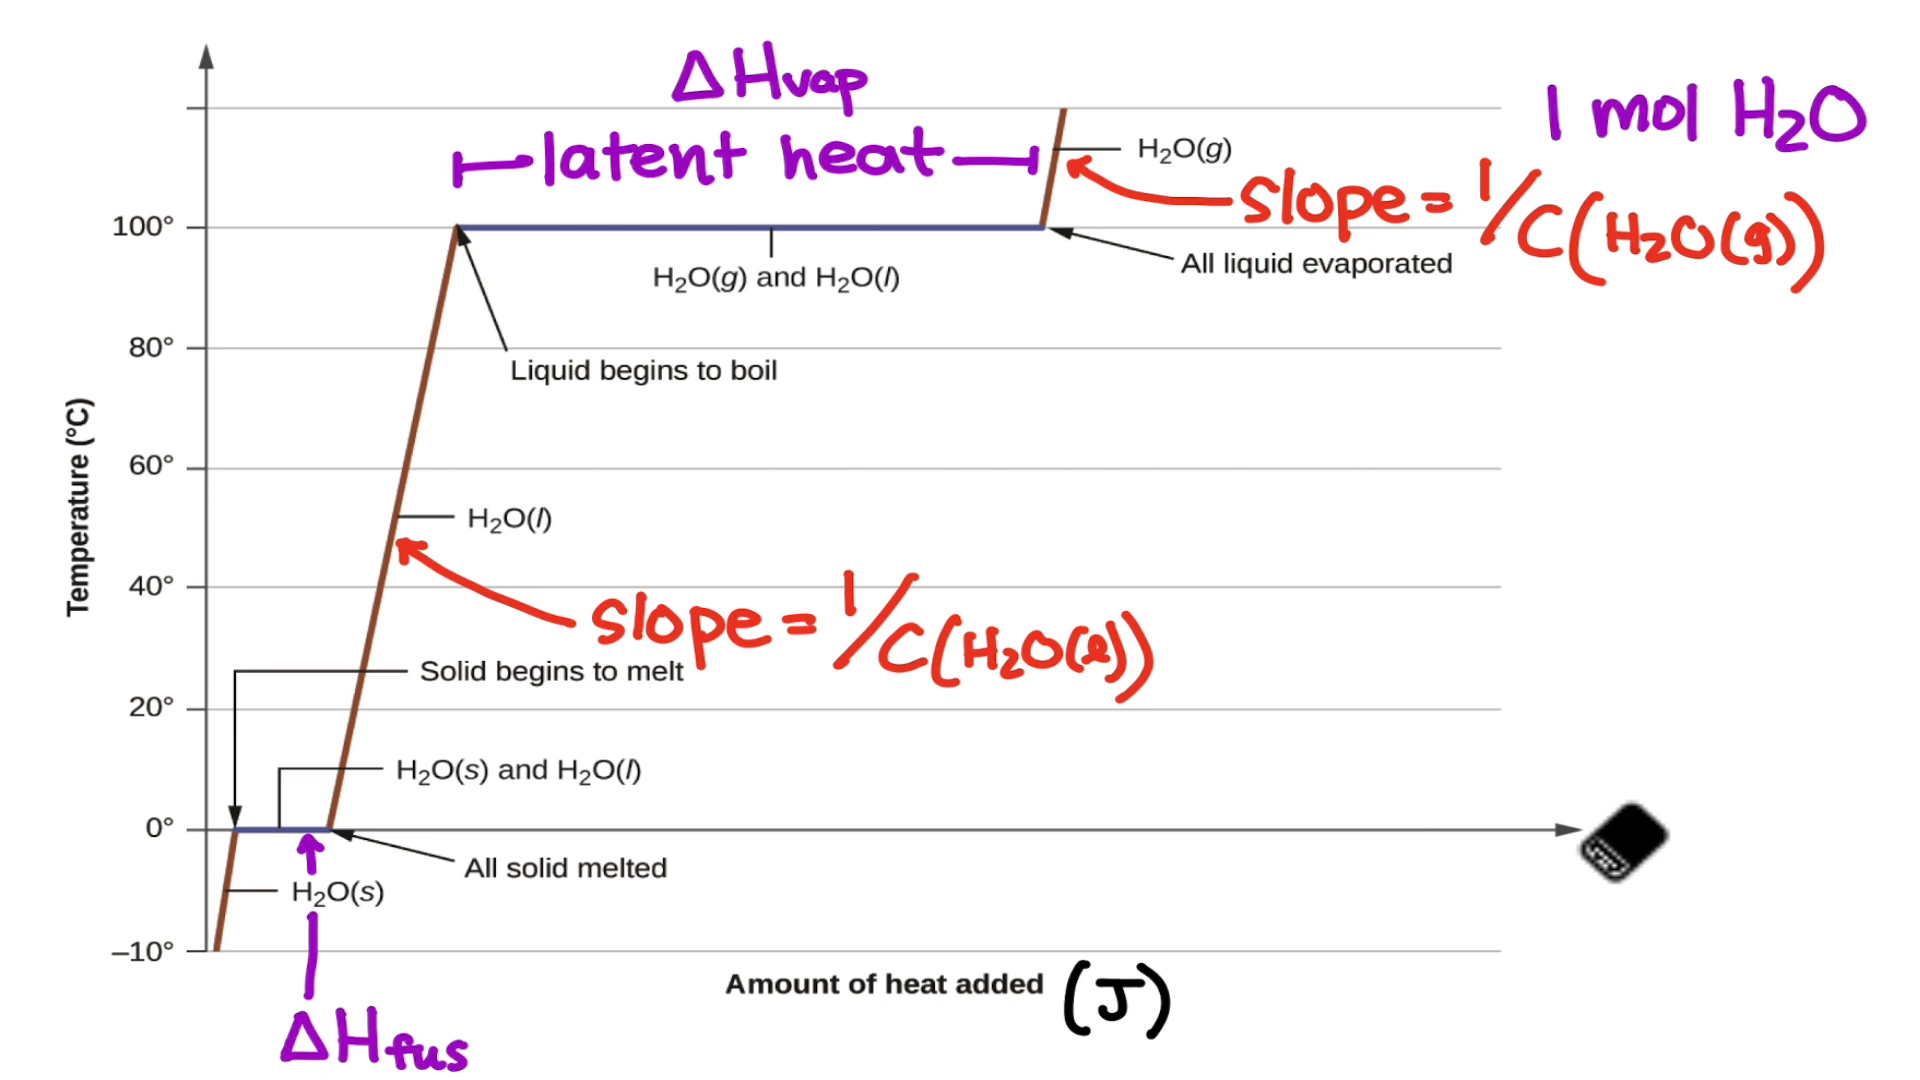 ΔHvap
1 mol H₂O
latent heat
H₂O(g)
slope = 1/C(H₂O(g))
100°
All liquid evaporated
H₂O(g) and H₂O(l)
80°
Liquid begins to boil
Temperature (°C)
60°
H₂O(l)
40°
slope = 1/C(H₂O(l))
Solid begins to melt
20°
H₂O(s) and H₂O(l)
0°
All solid melted
H₂O(s)
–10°
Amount of heat added (J)
ΔHfus